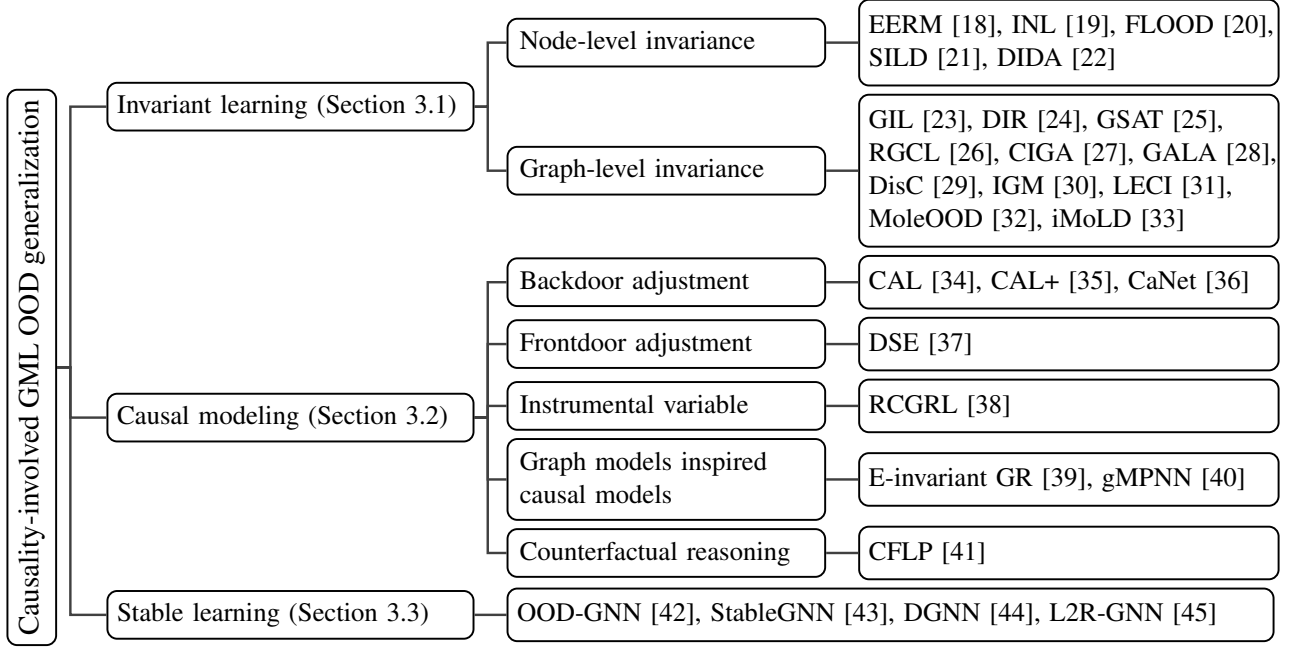 Causality-involved GML OOD generalization
Invariant learning (Section 3.1)
Node-level invariance
EERM [18], INL [19], FLOOD [20],
SILD [21], DIDA [22]
Graph-level invariance
GIL [23], DIR [24], GSAT [25],
RGCL [26], CIGA [27], GALA [28],
DisC [29], IGM [30], LECI [31],
MoleOOD [32], iMoLD [33]
Causal modeling (Section 3.2)
Backdoor adjustment
CAL [34], CAL+ [35], CaNet [36]
Frontdoor adjustment
DSE [37]
Instrumental variable
RCGRL [38]
Graph models inspired
causal models
E-invariant GR [39], gMPNN [40]
Counterfactual reasoning
CFLP [41]
Stable learning (Section 3.3)
OOD-GNN [42], StableGNN [43], DGNN [44], L2R-GNN [45]